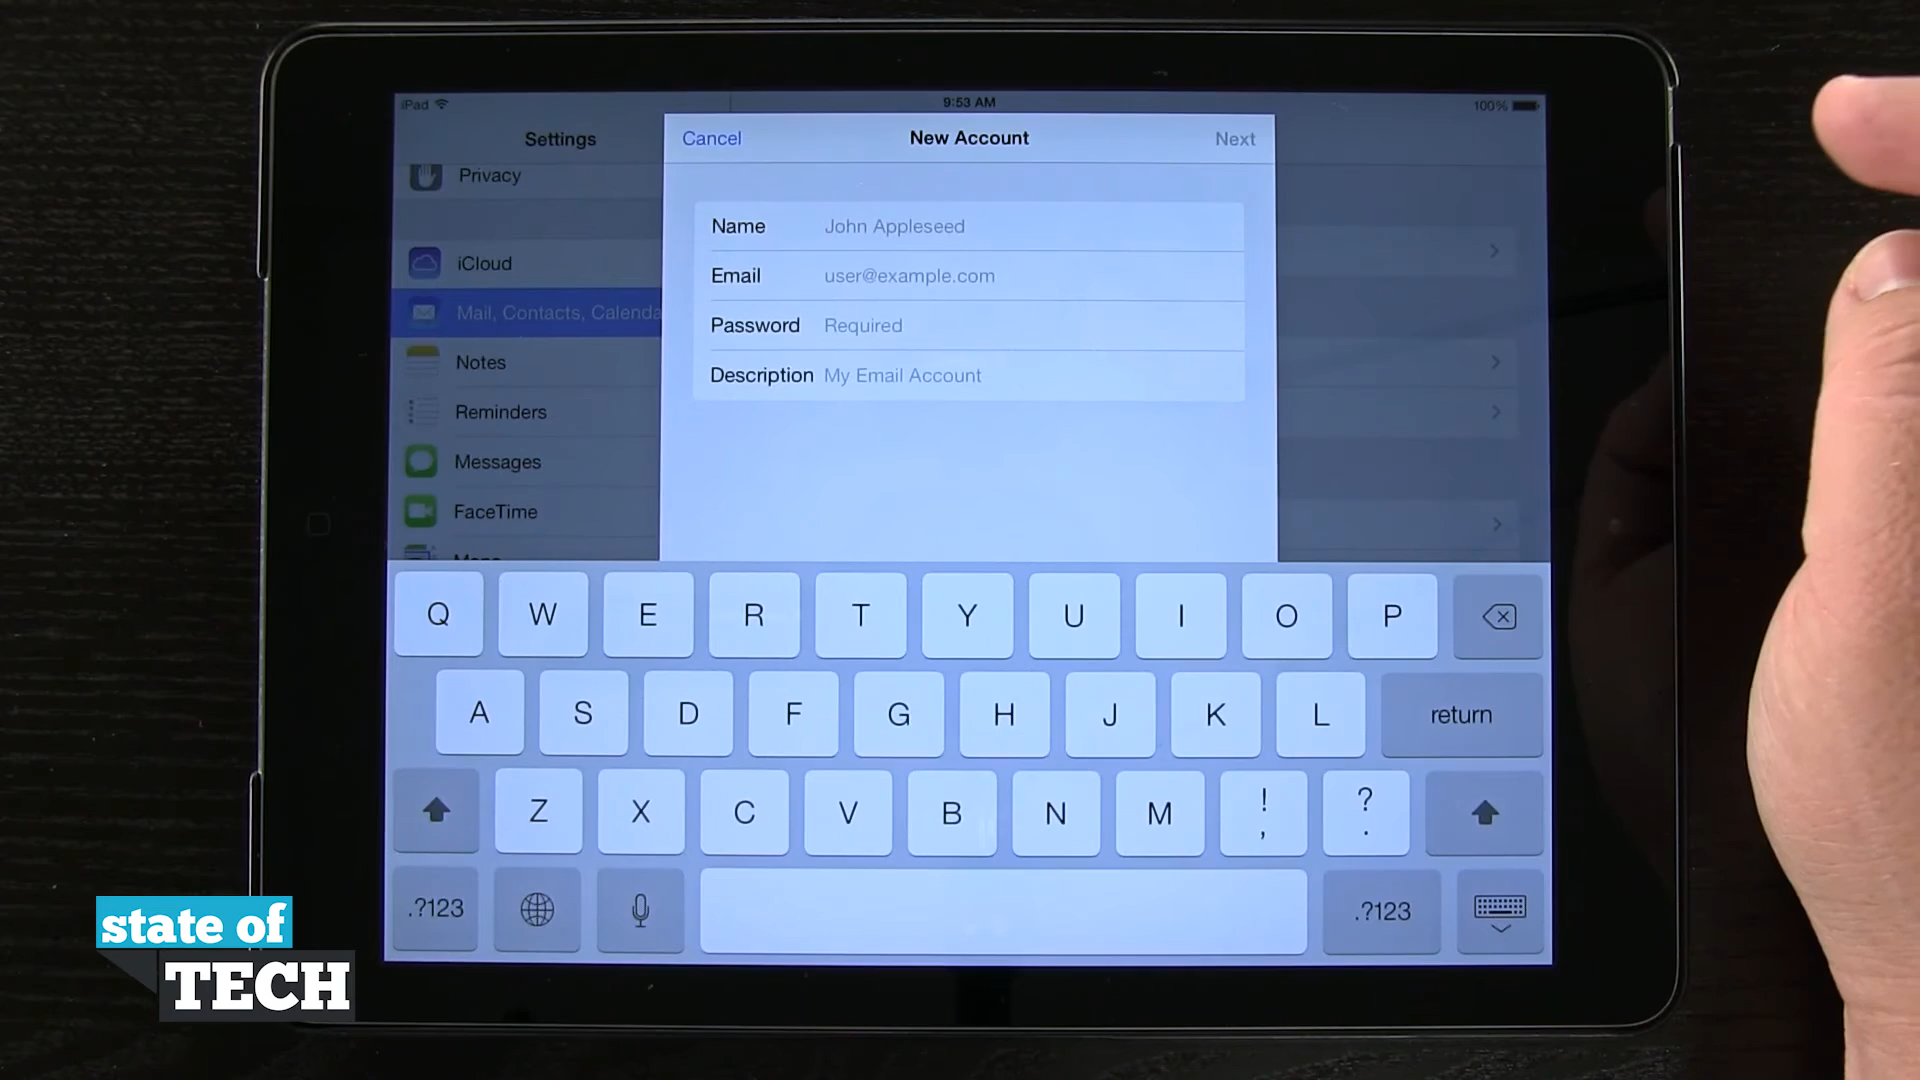 iPad
9:53 AM
100%
Settings
Cancel
New Account
Next
Privacy
Name John Appleseed
iCloud
Email user@example.com
Mail, Contacts, Calenda
Password Required
Notes
Description My Email Account
Reminders
Messages
FaceTime
Maps
Q W E R T Y U I O P
A S D F G H J K L return
Z X C V B N M ! , ? .
.?123 .?123
state of
TECH